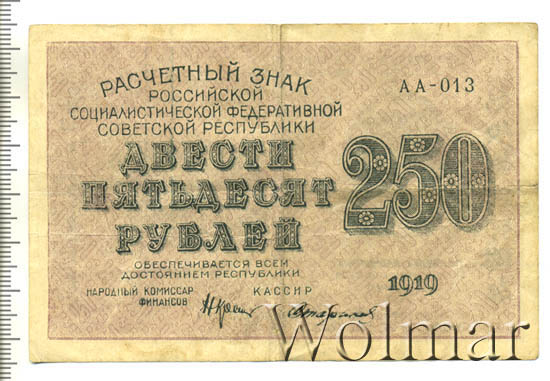 РАСЧЕТНЫЙ ЗНАК
РОССИЙСКОЙ
СОЦИАЛИСТИЧЕСКОЙ ФЕДЕРАТИВНОЙ
СОВЕТСКОЙ РЕСПУБЛИКИ
АА-013
ДВЕСТИ
ПЯТЬДЕСЯТ
РУБЛЕЙ
250
ОБЕСПЕЧИВАЕТСЯ ВСЕМ
ДОСТОЯНИЕМ РЕСПУБЛИКИ
1919
НАРОДНЫЙ КОМИССАР
ФИНАНСОВ
КАССИР
Wolmar